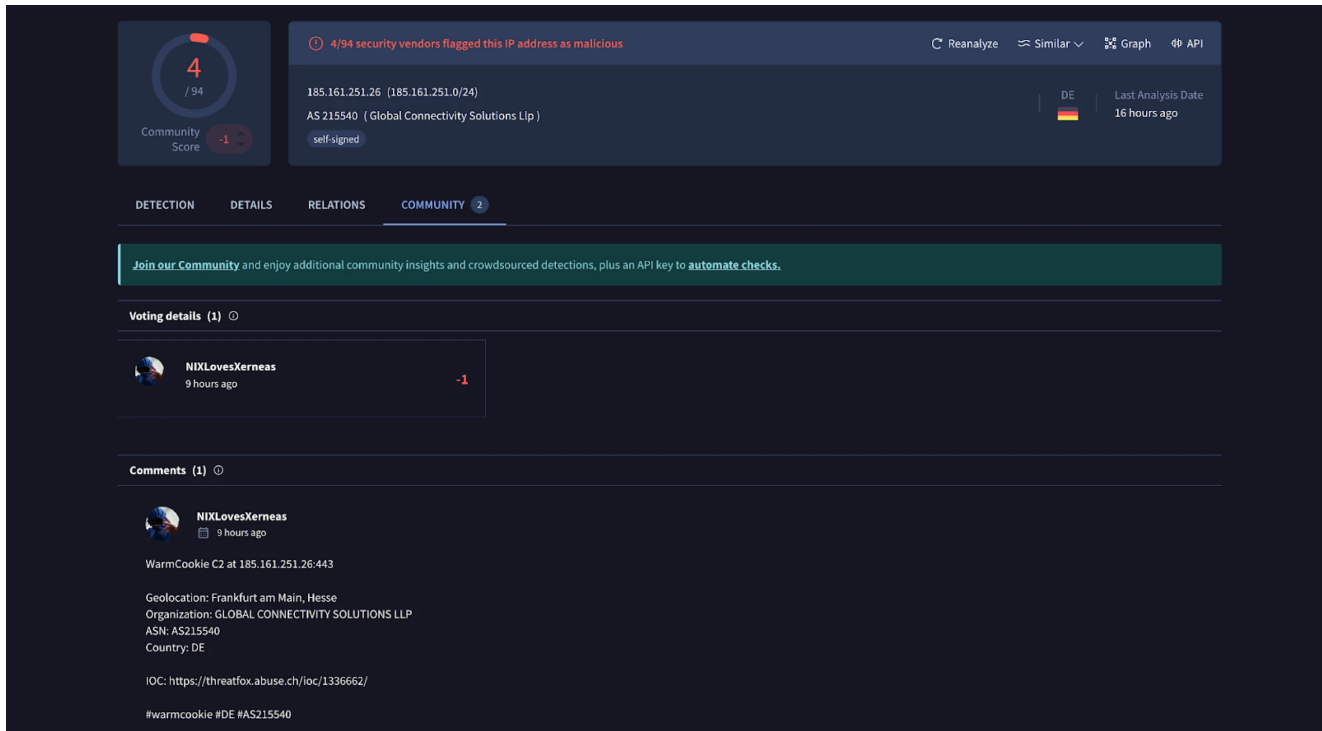 4
/ 94
Community
Score
-1
4/94 security vendors flagged this IP address as malicious
Reanalyze
Similar
Graph
API
185.161.251.26 (185.161.251.0/24)
AS 215540 ( Global Connectivity Solutions Llp )
self-signed
DE
Last Analysis Date
16 hours ago
DETECTION
DETAILS
RELATIONS
COMMUNITY 2
Join our Community and enjoy additional community insights and crowdsourced detections, plus an API key to automate checks.
Voting details (1)
NIXLovesXerneas
9 hours ago
-1
Comments (1)
NIXLovesXerneas
9 hours ago
WarmCookie C2 at 185.161.251.26:443
Geolocation: Frankfurt am Main, Hesse
Organization: GLOBAL CONNECTIVITY SOLUTIONS LLP
ASN: AS215540
Country: DE
IOC: https://threatfox.abuse.ch/ioc/1336662/
#warmcookie #DE #AS215540